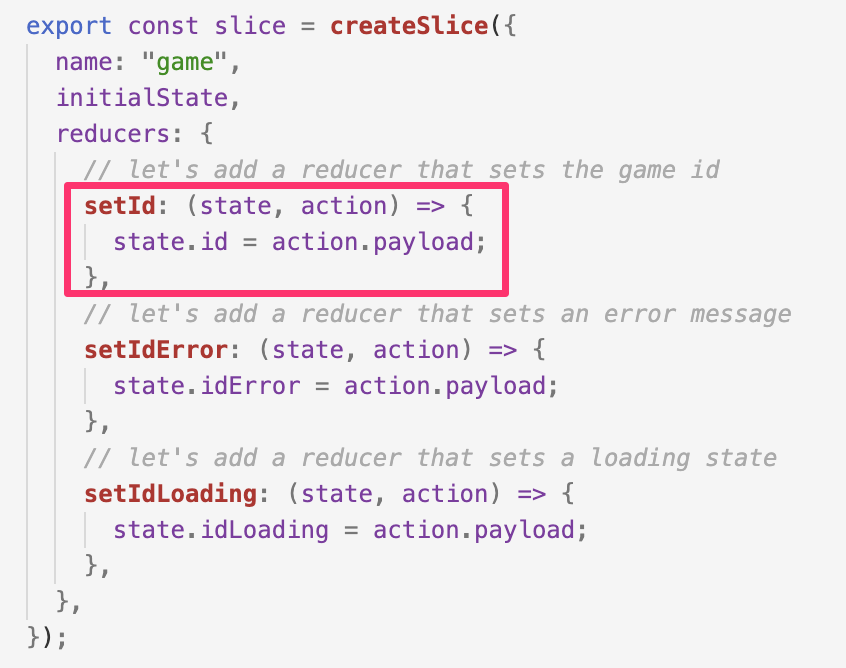 export const slice = createSlice({
  name: "game",
  initialState,
  reducers: {
    // let's add a reducer that sets the game id
    setId: (state, action) => {
      state.id = action.payload;
    },
    // let's add a reducer that sets an error message
    setIdError: (state, action) => {
      state.idError = action.payload;
    },
    // let's add a reducer that sets a loading state
    setIdLoading: (state, action) => {
      state.idLoading = action.payload;
    },
  },
});